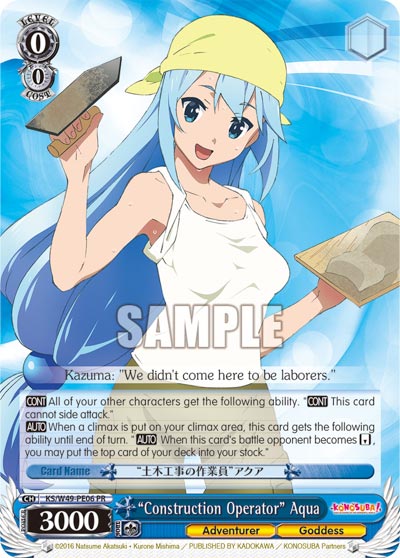 LEVEL
0
0
COST
SAMPLE
Kazuma: "We didn't come here to be laborers."
CONT All of your other characters get the following ability. "CONT This card
cannot side attack."
AUTO When a climax is put on your climax area, this card gets the following
ability until end of turn. "AUTO When this card's battle opponent becomes [ ],
you may put the top card of your deck into your stock."
Card Name
“土木工事の作業員”アクア
CH KS/W49-PE06 PR
POWER
3000
“Construction Operator” Aqua
KONOSUBA!
Adventurer
Goddess
©2016 Natsume Akatsuki・Kurone Mishima / PUBLISHED BY KADOKAWA / KONOSUBA Partners